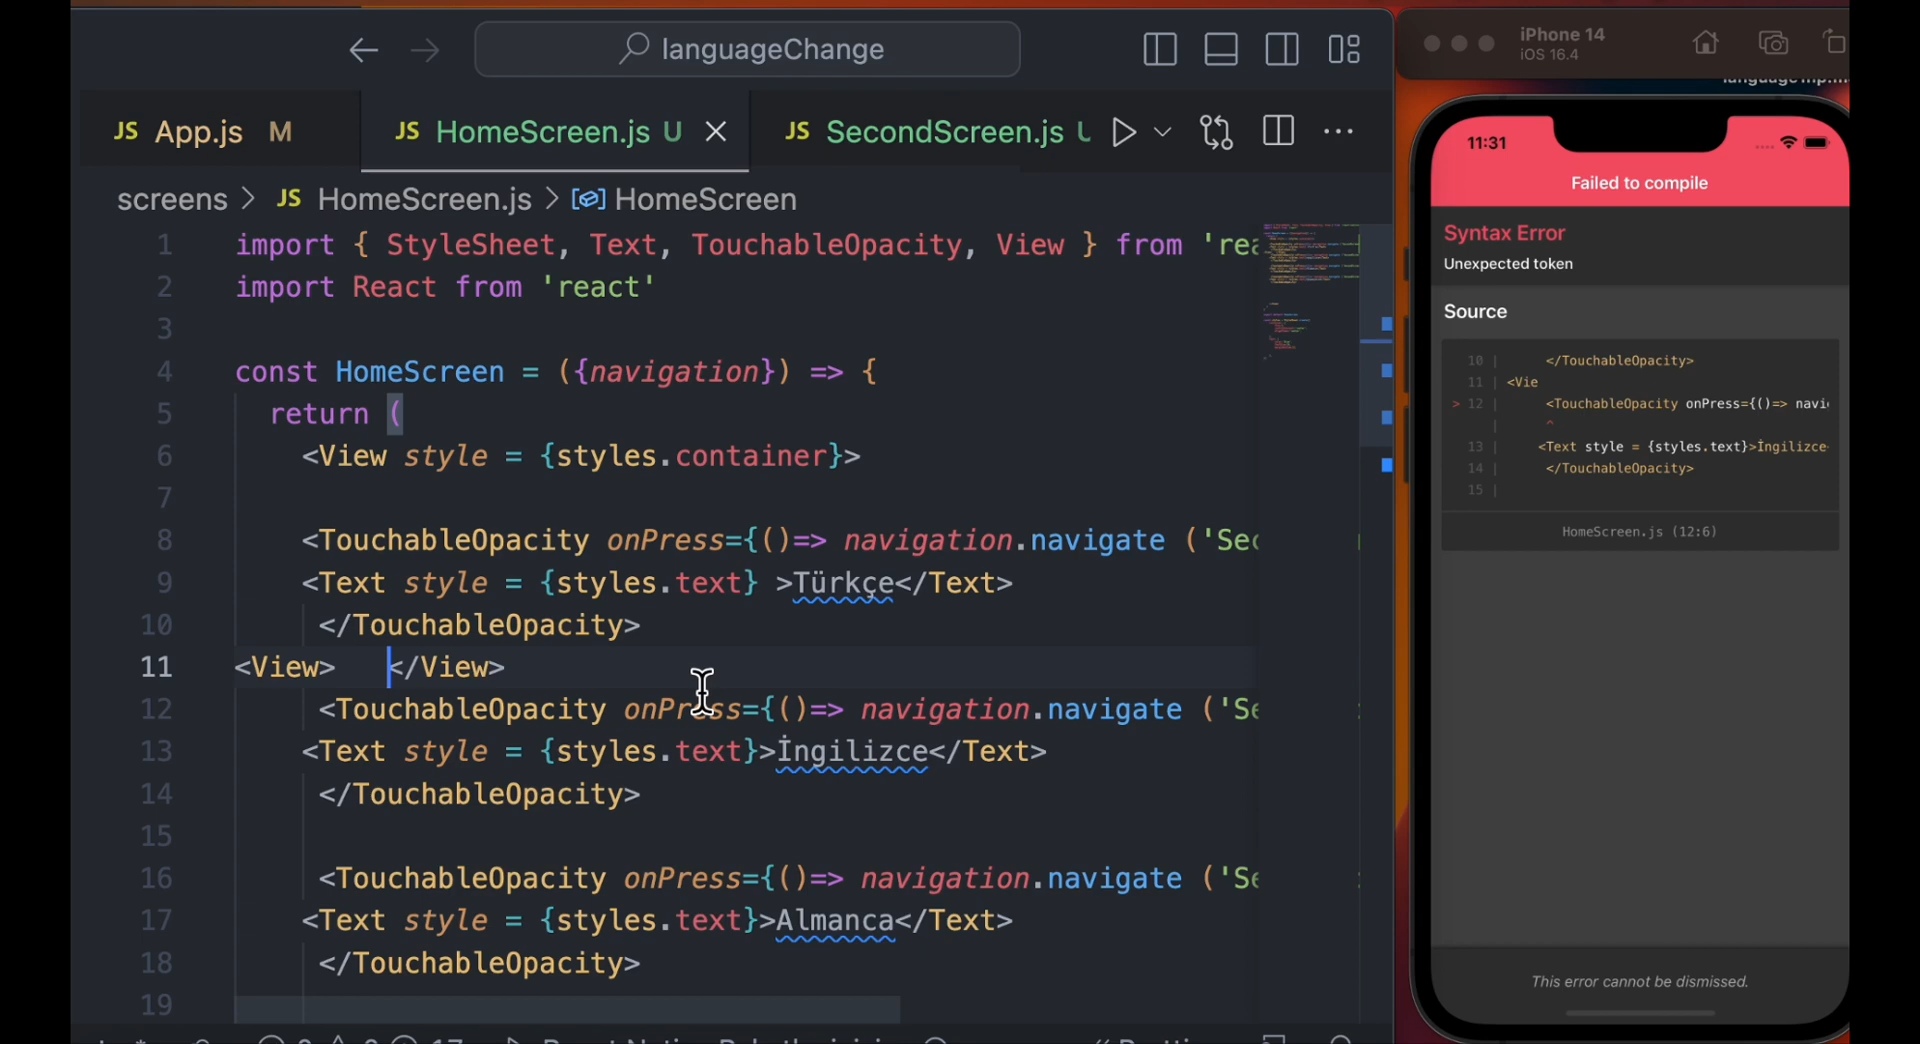 languageChange
JS App.js M
JS HomeScreen.js U
JS SecondScreen.js
screens > JS HomeScreen.js > HomeScreen
1 import { StyleSheet, Text, TouchableOpacity, View } from 'rea
2 import React from 'react'
3
4 const HomeScreen = ({navigation}) => {
5 return (
6 <View style = {styles.container}>
7
8 <TouchableOpacity onPress={()=> navigation.navigate ('Sec
9 <Text style = {styles.text} >Türkçe</Text>
10 </TouchableOpacity>
11 <View> </View>
12 <TouchableOpacity onPress={()=> navigation.navigate ('Se
13 <Text style = {styles.text}>İngilizce</Text>
14 </TouchableOpacity>
15
16 <TouchableOpacity onPress={()=> navigation.navigate ('Se
17 <Text style = {styles.text}>Almanca</Text>
18 </TouchableOpacity>
19
iPhone 14
iOS 16.4
11:31
Failed to compile
Syntax Error
Unexpected token
Source
10 | </TouchableOpacity>
11 | <Vie
> 12 | <TouchableOpacity onPress={()=> navi
| ^
13 | <Text style = {styles.text}>İngilizce
14 | </TouchableOpacity>
15 |
HomeScreen.js (12:6)
This error cannot be dismissed.